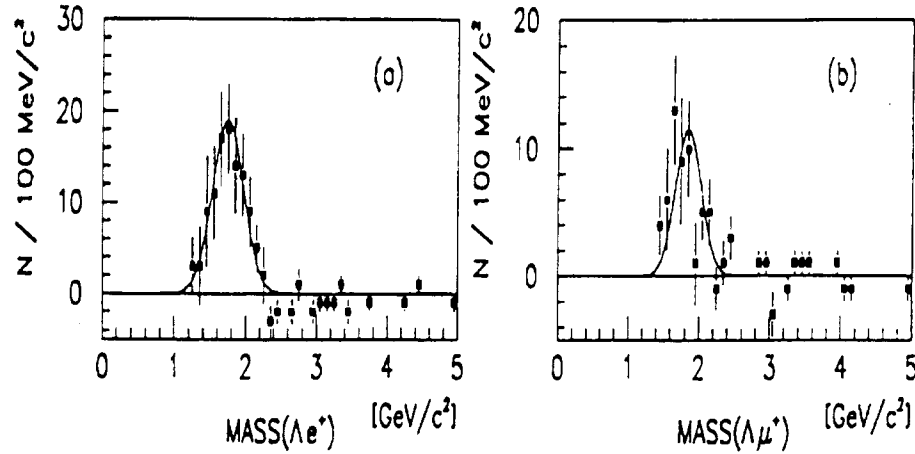 N / 100 MeV/c²
30
20
10
0
(a)
0 1 2 3 4 5
MASS(Λe⁺) [GeV/c²]
N / 100 MeV/c²
20
10
0
(b)
0 1 2 3 4 5
MASS(Λμ⁺) [GeV/c²]